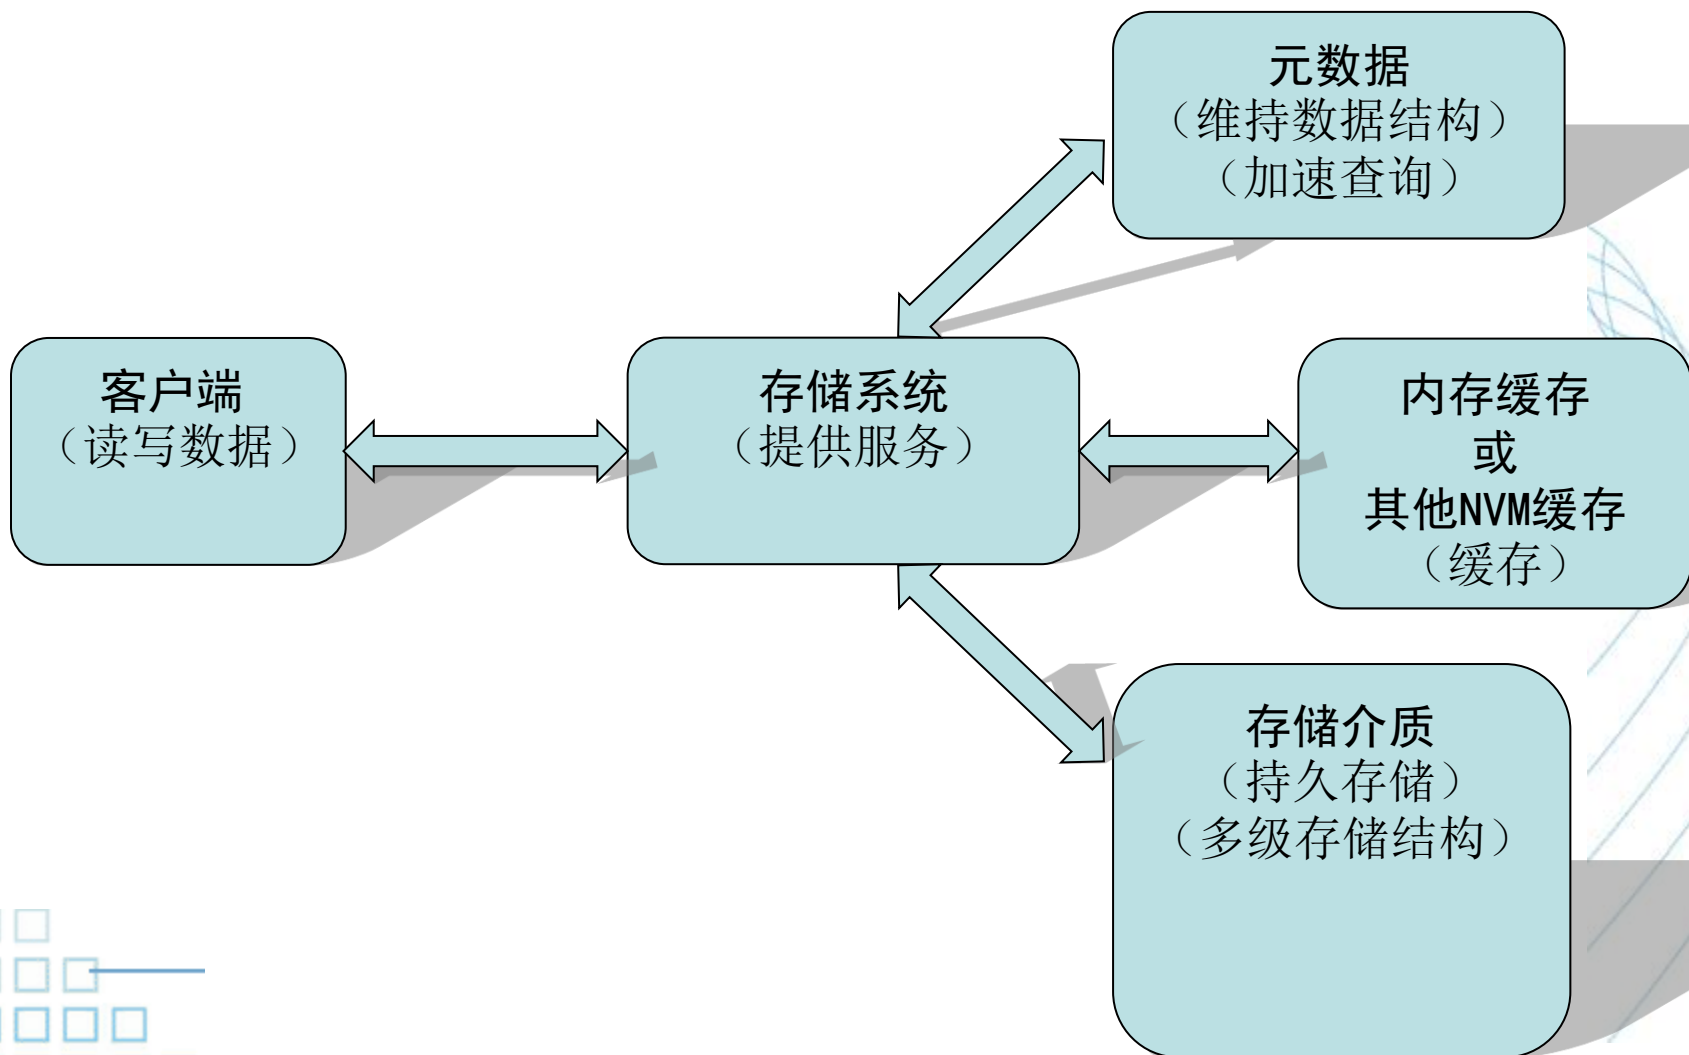 元数据
（维持数据结构）
（加速查询）
客户端
（读写数据）
存储系统
（提供服务）
内存缓存
或
其他NVM缓存
（缓存）
存储介质
（持久存储）
（多级存储结构）